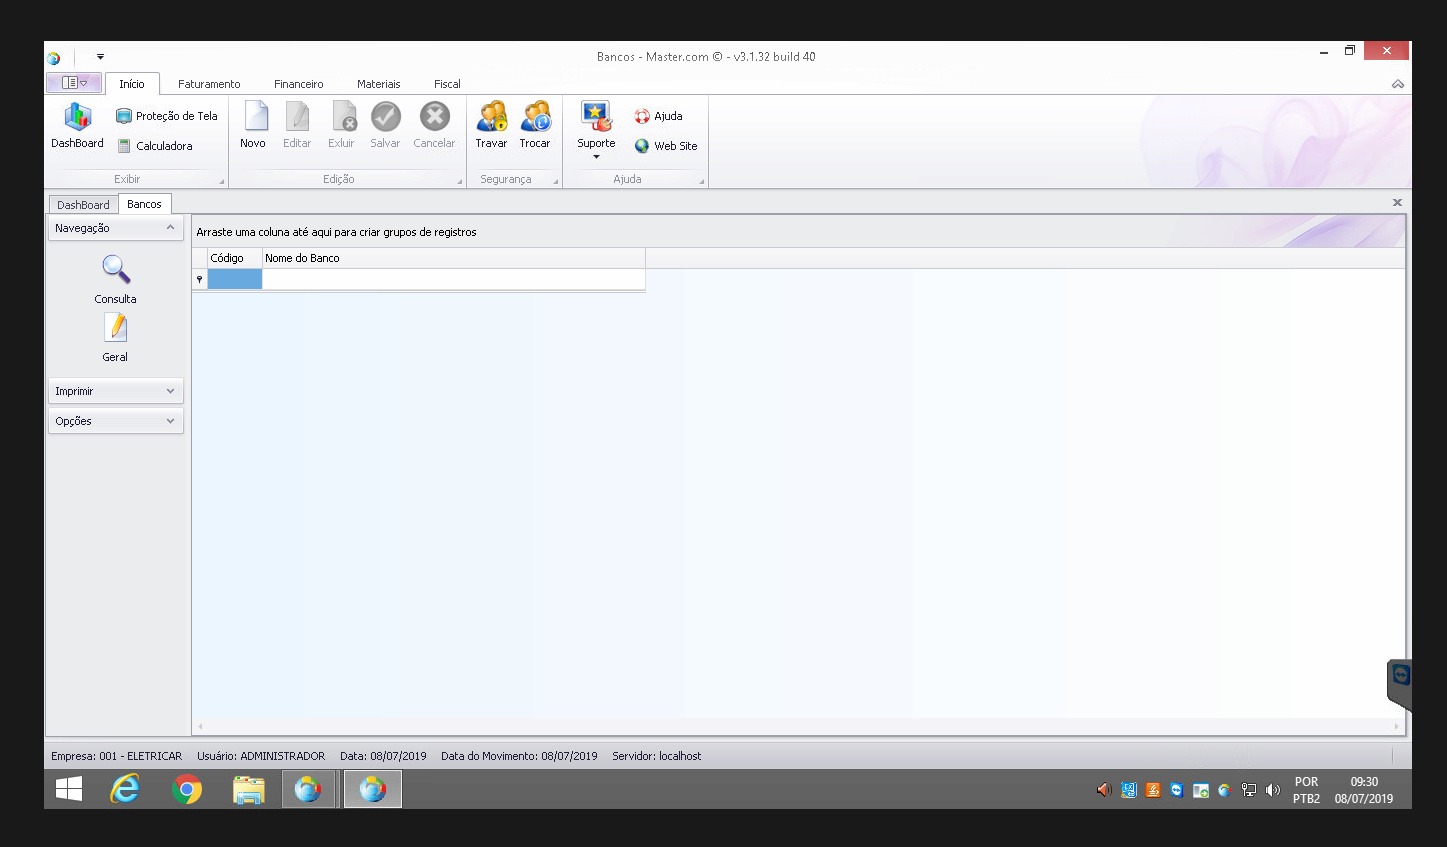 Bancos - Master.com © - v3.1.32 build 40
Início Faturamento Financeiro Materiais Fiscal
DashBoard
Proteção de Tela
Calculadora
Exibir
Novo Editar Exluir Salvar Cancelar
Edição
Travar Trocar
Segurança
Suporte
Ajuda
Web Site
Ajuda
DashBoard Bancos
Navegação
Consulta
Geral
Imprimir
Opções
Arraste uma coluna até aqui para criar grupos de registros
Código Nome do Banco
Empresa: 001 - ELETRICAR Usuário: ADMINISTRADOR Data: 08/07/2019 Data do Movimento: 08/07/2019 Servidor: localhost
POR 09:30
PTB2 08/07/2019